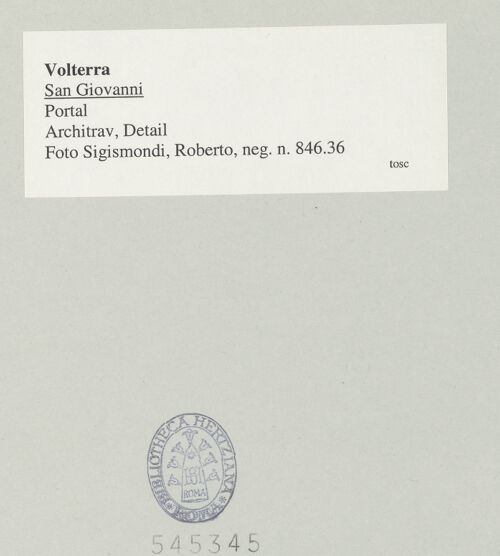 Volterra
San Giovanni
Portal
Architrav, Detail
Foto Sigismondi, Roberto, neg. n. 846.36
tosc
BIBLIOTHECA HERTZIANA
ROMA
545345